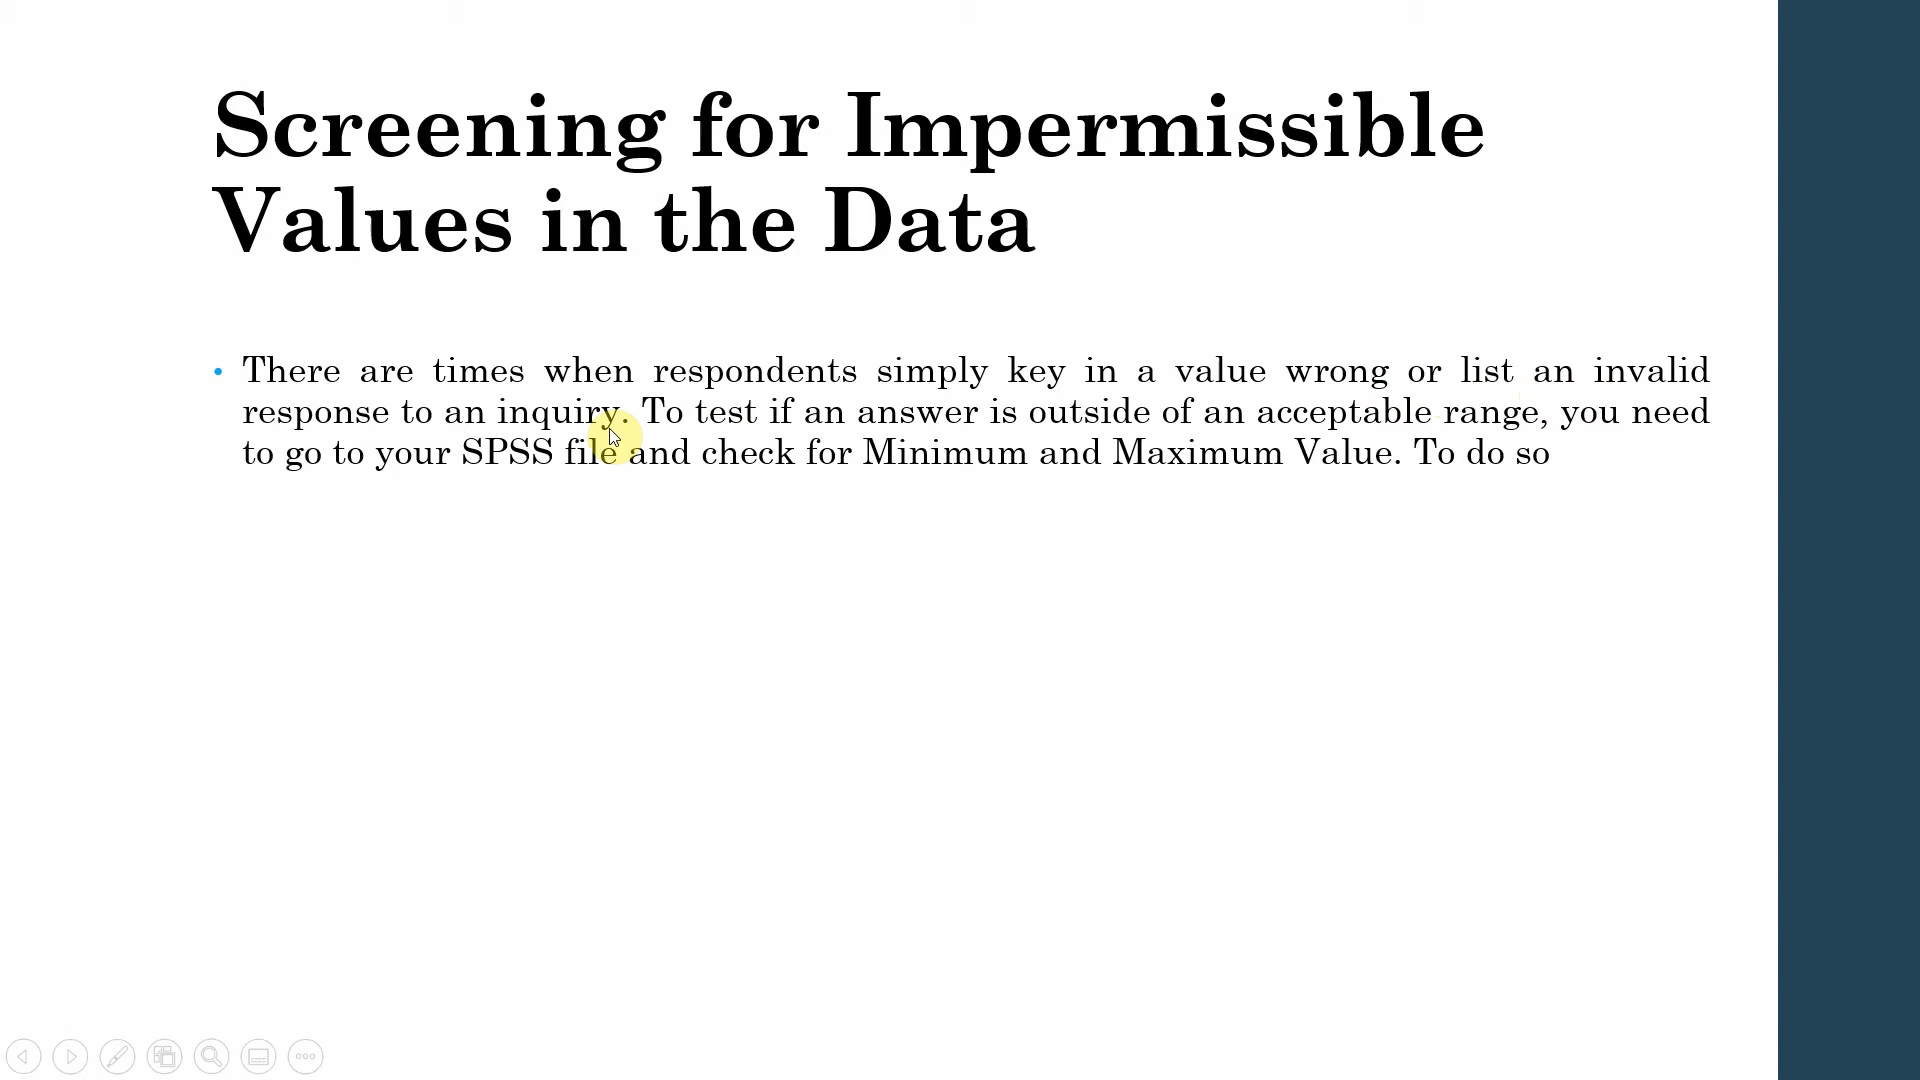 Screening for Impermissible
Values in the Data
• There are times when respondents simply key in a value wrong or list an invalid
response to an inquiry. To test if an answer is outside of an acceptable range, you need
to go to your SPSS file and check for Minimum and Maximum Value. To do so